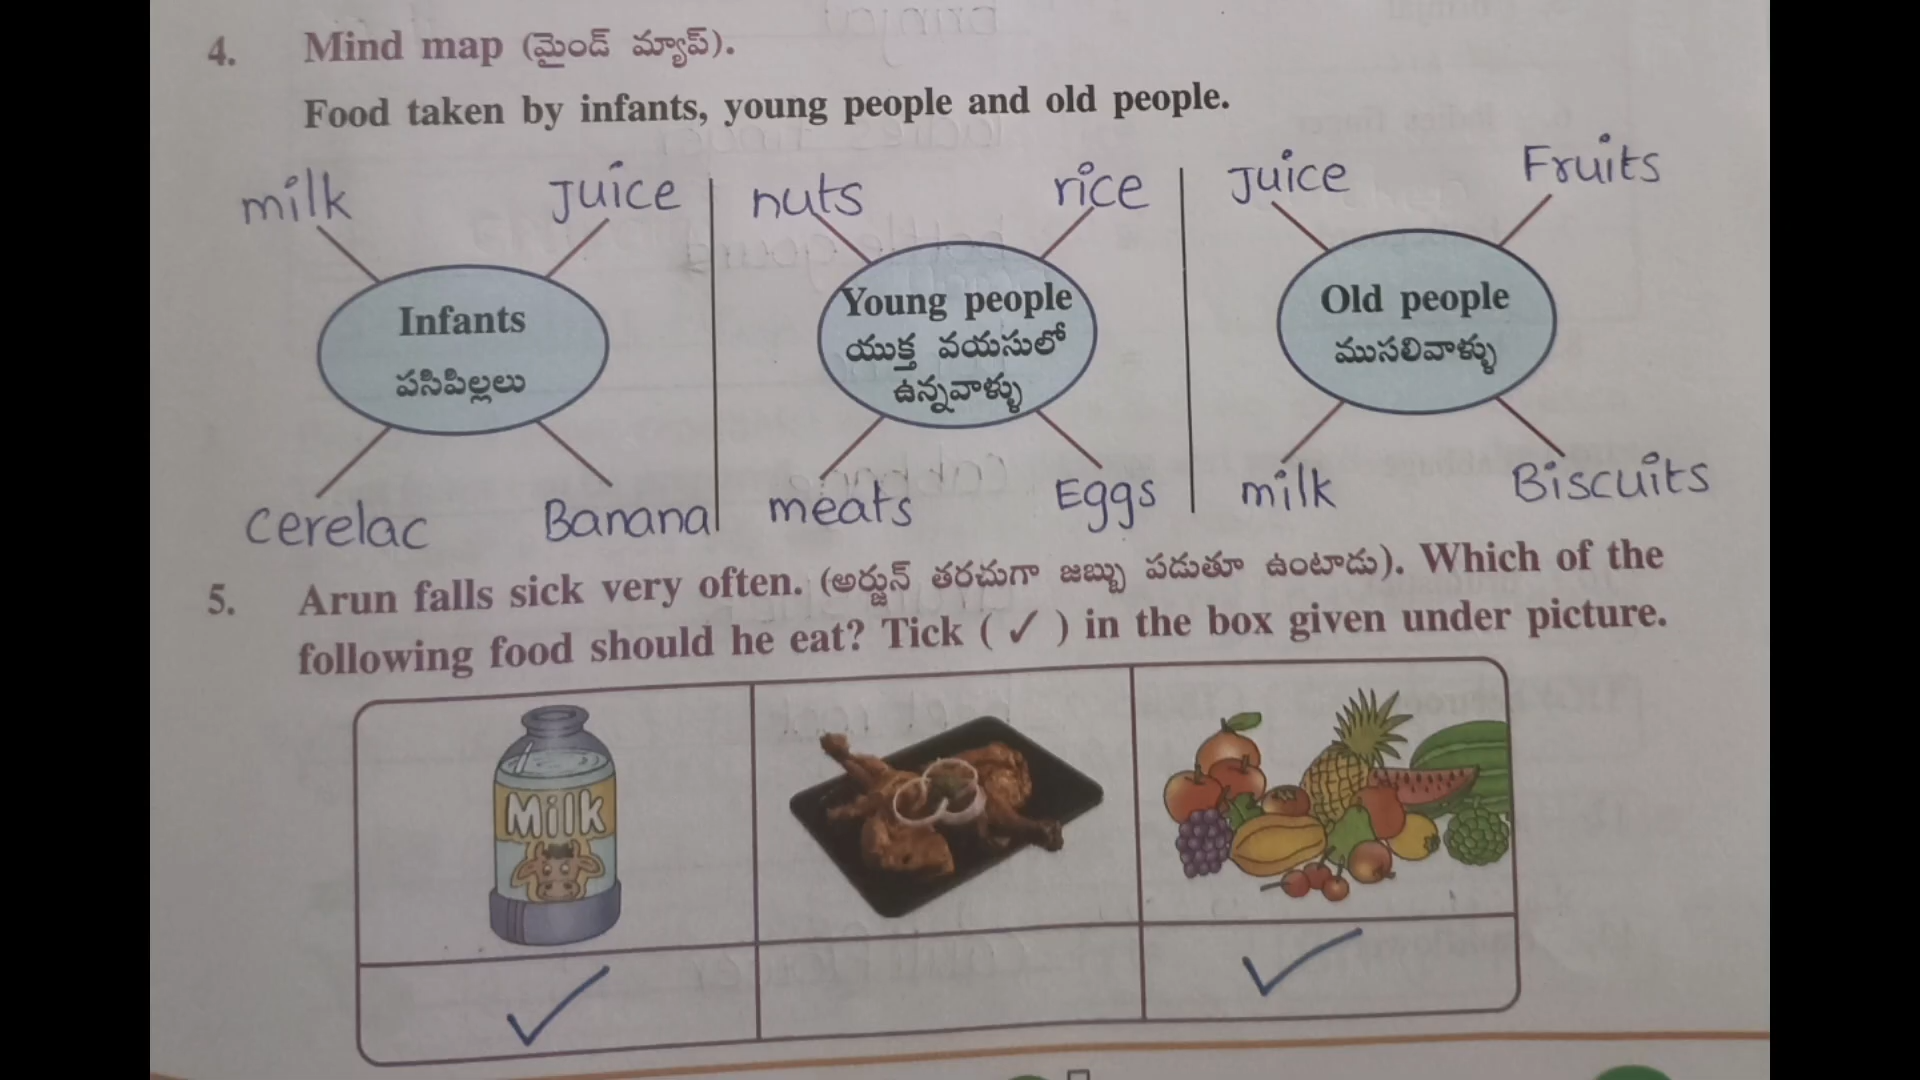 4. Mind map (మైండ్ మ్యాప్).
Food taken by infants, young people and old people.
milk Juice nuts rice Juice Fruits
Infants
పసిపిల్లలు
Young people
యుక్త వయసులో
ఉన్నవాళ్ళు
Old people
ముసలివాళ్ళు
Cerelac Banana meats Eggs milk Biscuits
5. Arun falls sick very often. (అర్జున్ తరచుగా జబ్బు పడుతూ ఉంటాడు). Which of the
following food should he eat? Tick ( ✓ ) in the box given under picture.
Milk